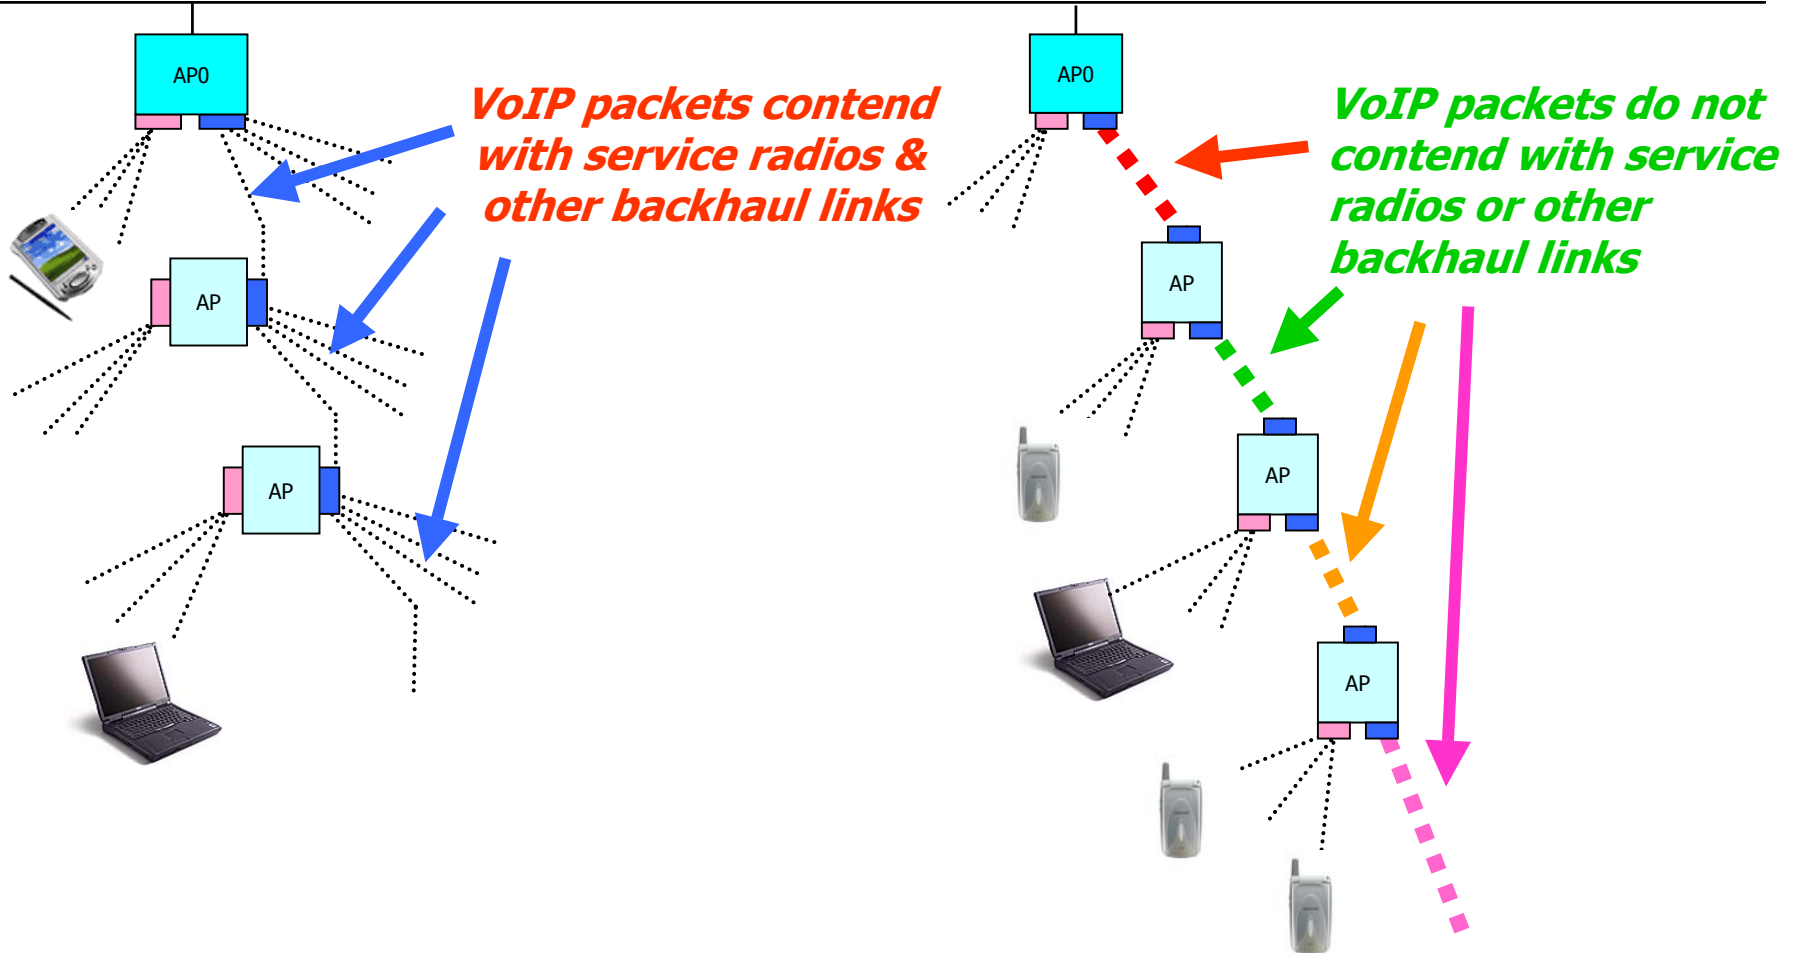 AP0
VoIP packets contend
with service radios &
other backhaul links
AP
AP
AP0
VoIP packets do not
contend with service
radios or other
backhaul links
AP
AP
AP